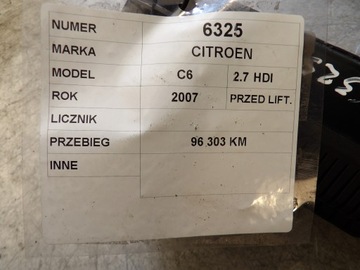 NUMER 6325
MARKA CITROEN
MODEL C6 2.7 HDI
ROK 2007 PRZED LIFT.
LICZNIK
PRZEBIEG 96 303 KM
INNE